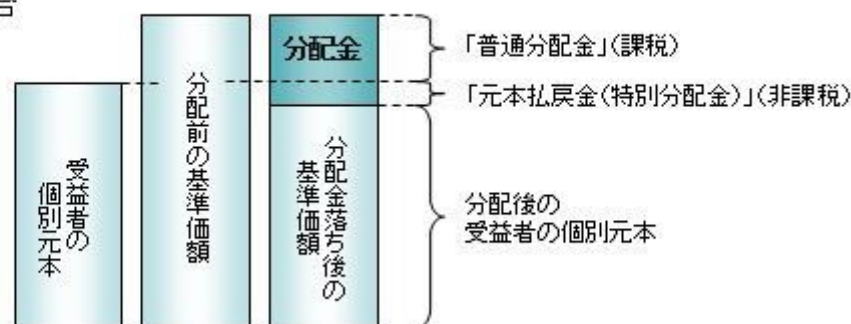 分配金
「普通分配金」(課税)
「元本払戻金(特別分配金)」(非課税)
受益者の
個別元本
分配前の基準価額
分配金落ち後の
基準価額
分配後の
受益者の個別元本